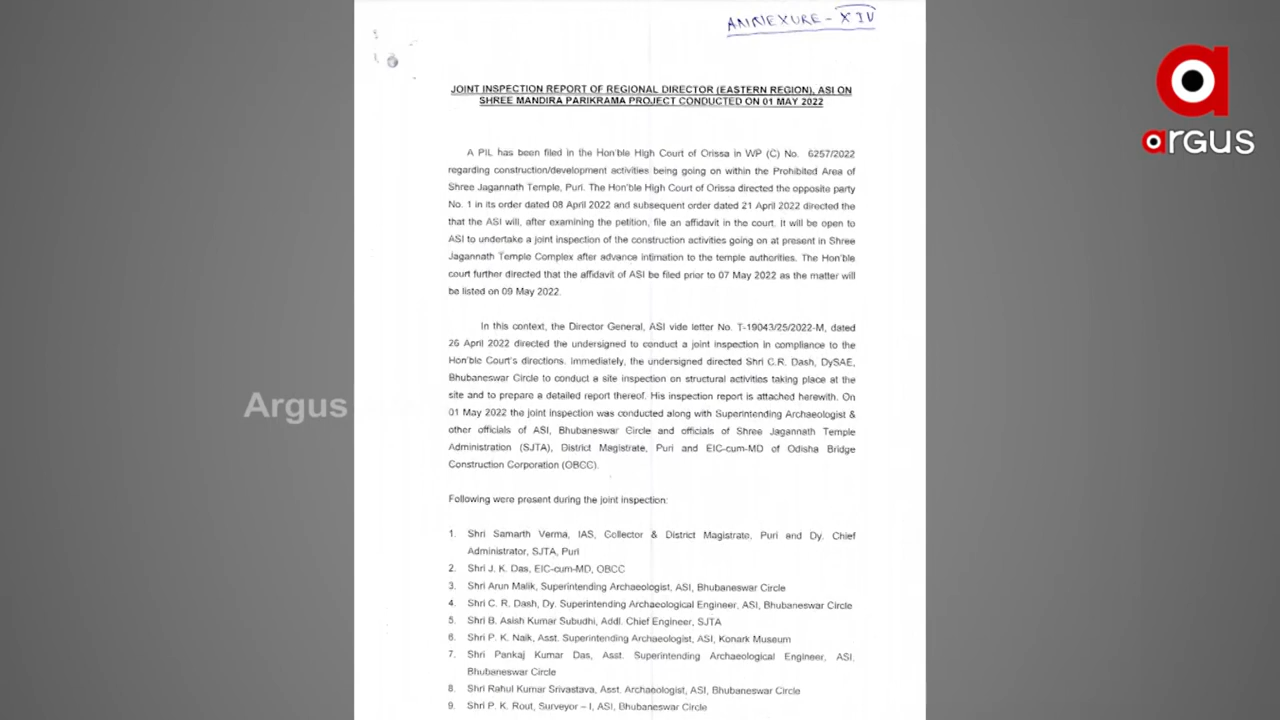 ANNEXURE - XIV
argus
JOINT INSPECTION REPORT OF REGIONAL DIRECTOR (EASTERN REGION), ASI ON
SHREE MANDIRA PARIKRAMA PROJECT CONDUCTED ON 01 MAY 2022
A PIL has been filed in the Hon'ble High Court of Orissa in WP (C) No. 6257/2022
regarding construction/development activities being going on within the Prohibited Area of
Shree Jagannath Temple, Puri. The Hon'ble High Court of Orissa directed the opposite party
No. 1 in its order dated 08 April 2022 and subsequent order dated 21 April 2022 directed the
that the ASI will, after examining the petition, file an affidavit in the court. It will be open to
ASI to undertake a joint inspection of the construction activities going on at present in Shree
Jagannath Temple Complex after advance intimation to the temple authorities. The Hon'ble
court further directed that the affidavit of ASI be filed prior to 07 May 2022 as the matter will
be listed on 09 May 2022.
In this context, the Director General, ASI vide letter No. T-19043/25/2022-M, dated
26 April 2022 directed the undersigned to conduct a joint inspection in compliance to the
Hon'ble Court's directions. Immediately, the undersigned directed Shri C.R. Dash, DySAE,
Bhubaneswar Circle to conduct a site inspection on structural activities taking place at the
site and to prepare a detailed report thereof. His inspection report is attached herewith. On
Argus
01 May 2022 the joint inspection was conducted along with Superintending Archaeologist &
other officials of ASI, Bhubaneswar Circle and officials of Shree Jagannath Temple
Administration (SJTA), District Magistrate, Puri and EIC-cum-MD of Odisha Bridge
Construction Corporation (OBCC).
Following were present during the joint inspection:
1. Shri Samarth Verma, IAS, Collector & District Magistrate, Puri and Dy. Chief
Administrator, SJTA, Puri
2. Shri J. K. Das, EIC-cum-MD, OBCC
3. Shri Arun Malik, Superintending Archaeologist, ASI, Bhubaneswar Circle
4. Shri C. R. Dash, Dy. Superintending Archaeological Engineer, ASI, Bhubaneswar Circle
5. Shri B. Asish Kumar Subudhi, Addl. Chief Engineer, SJTA
6. Shri P. K. Naik, Asst. Superintending Archaeologist, ASI, Konark Museum
7. Shri Pankaj Kumar Das, Asst. Superintending Archaeological Engineer, ASI,
Bhubaneswar Circle
8. Shri Rahul Kumar Srivastava, Asst. Archaeologist, ASI, Bhubaneswar Circle
9. Shri P. K. Rout, Surveyor – I, ASI, Bhubaneswar Circle